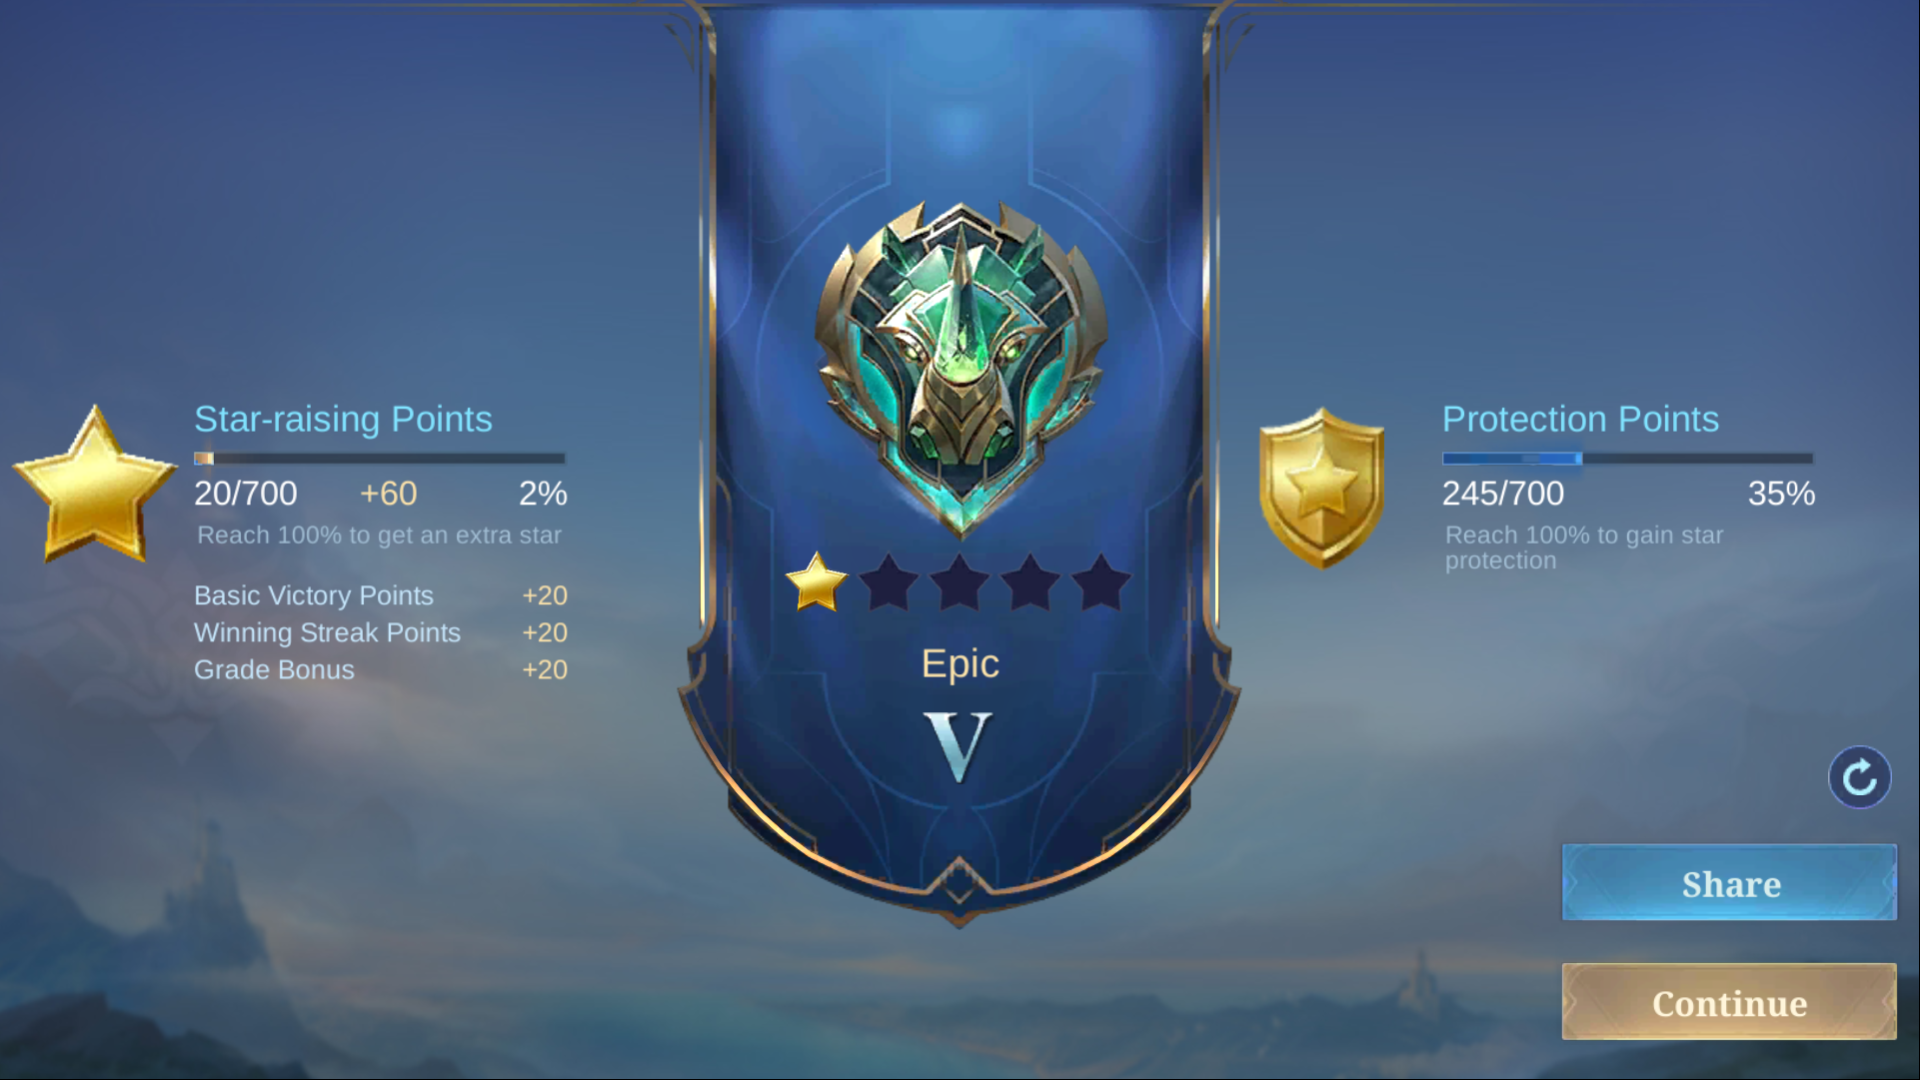 Star-raising Points
20/700 +60 2%
Reach 100% to get an extra star
Basic Victory Points +20
Winning Streak Points +20
Grade Bonus +20
Epic
V
Protection Points
245/700 35%
Reach 100% to gain star
protection
Share
Continue